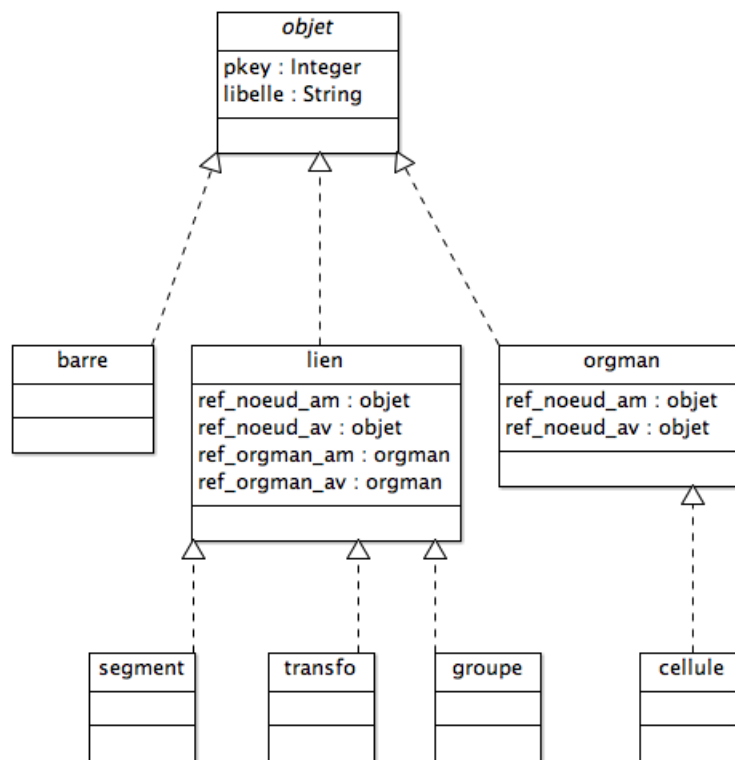 objet
pkey : Integer
libelle : String
barre
lien
ref_noeud_am : objet
ref_noeud_av : objet
ref_orgman_am : orgman
ref_orgman_av : orgman
orgman
ref_noeud_am : objet
ref_noeud_av : objet
segment
transfo
groupe
cellule